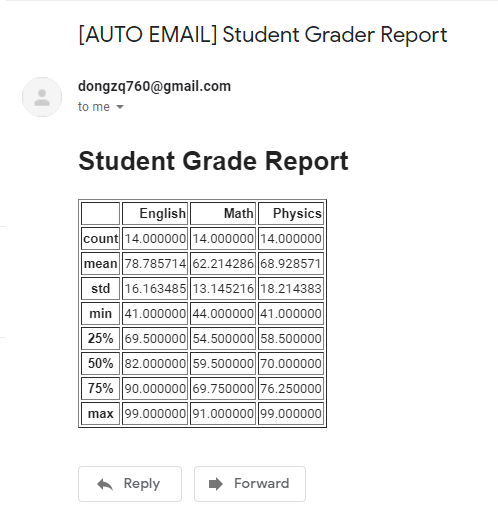 [AUTO EMAIL] Student Grader Report
dongzq760@gmail.com
to me
Student Grade Report
English Math Physics
count 14.000000 14.000000 14.000000
mean 78.785714 62.214286 68.928571
std 16.163485 13.145216 18.214383
min 41.000000 44.000000 41.000000
25% 69.500000 54.500000 58.500000
50% 82.000000 59.500000 70.000000
75% 90.000000 69.750000 76.250000
max 99.000000 91.000000 99.000000
Reply Forward